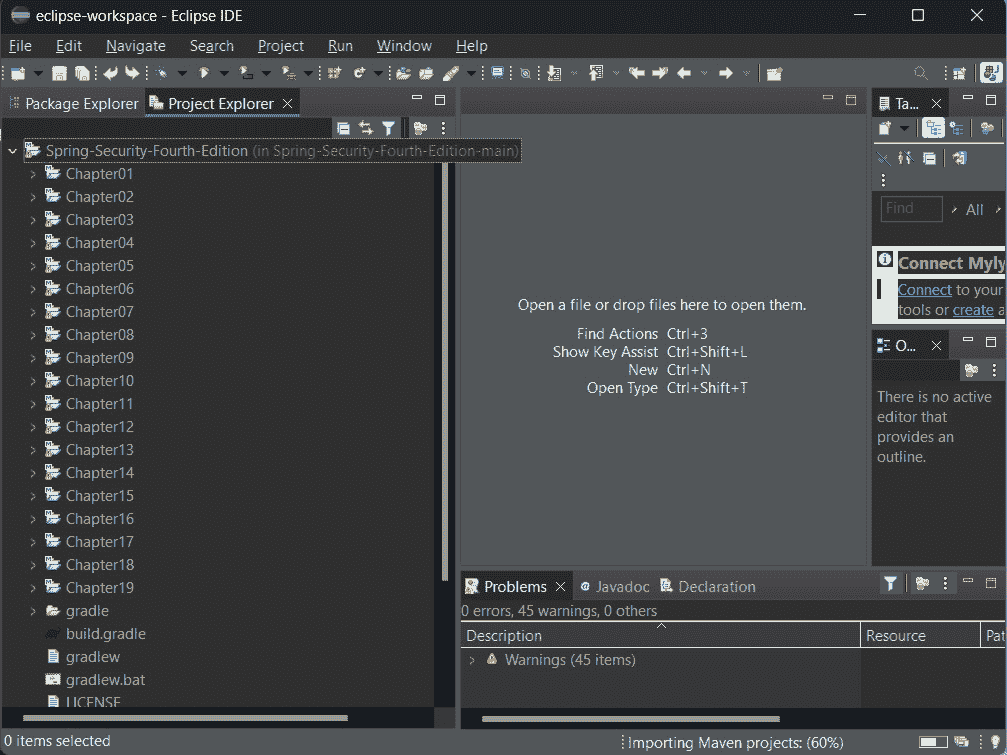 eclipse-workspace - Eclipse IDE
File Edit Navigate Search Project Run Window Help
Package Explorer Project Explorer
Spring-Security-Fourth-Edition (in Spring-Security-Fourth-Edition-main)
Chapter01
Chapter02
Chapter03
Chapter04
Chapter05
Chapter06
Chapter07
Chapter08
Chapter09
Chapter10
Chapter11
Chapter12
Chapter13
Chapter14
Chapter15
Chapter16
Chapter17
Chapter18
Chapter19
gradle
build.gradle
gradlew
gradlew.bat
LICENSE
0 items selected
Open a file or drop files here to open them.
Find Actions Ctrl+3
Show Key Assist Ctrl+Shift+L
New Ctrl+N
Open Type Ctrl+Shift+T
Problems Javadoc Declaration
0 errors, 45 warnings, 0 others
Description Resource Pat
Warnings (45 items)
Importing Maven projects: (60%)
Ta...
Find All
Connect Myly
Connect to your
tools or create a
O...
There is no active
editor that
provides an
outline.